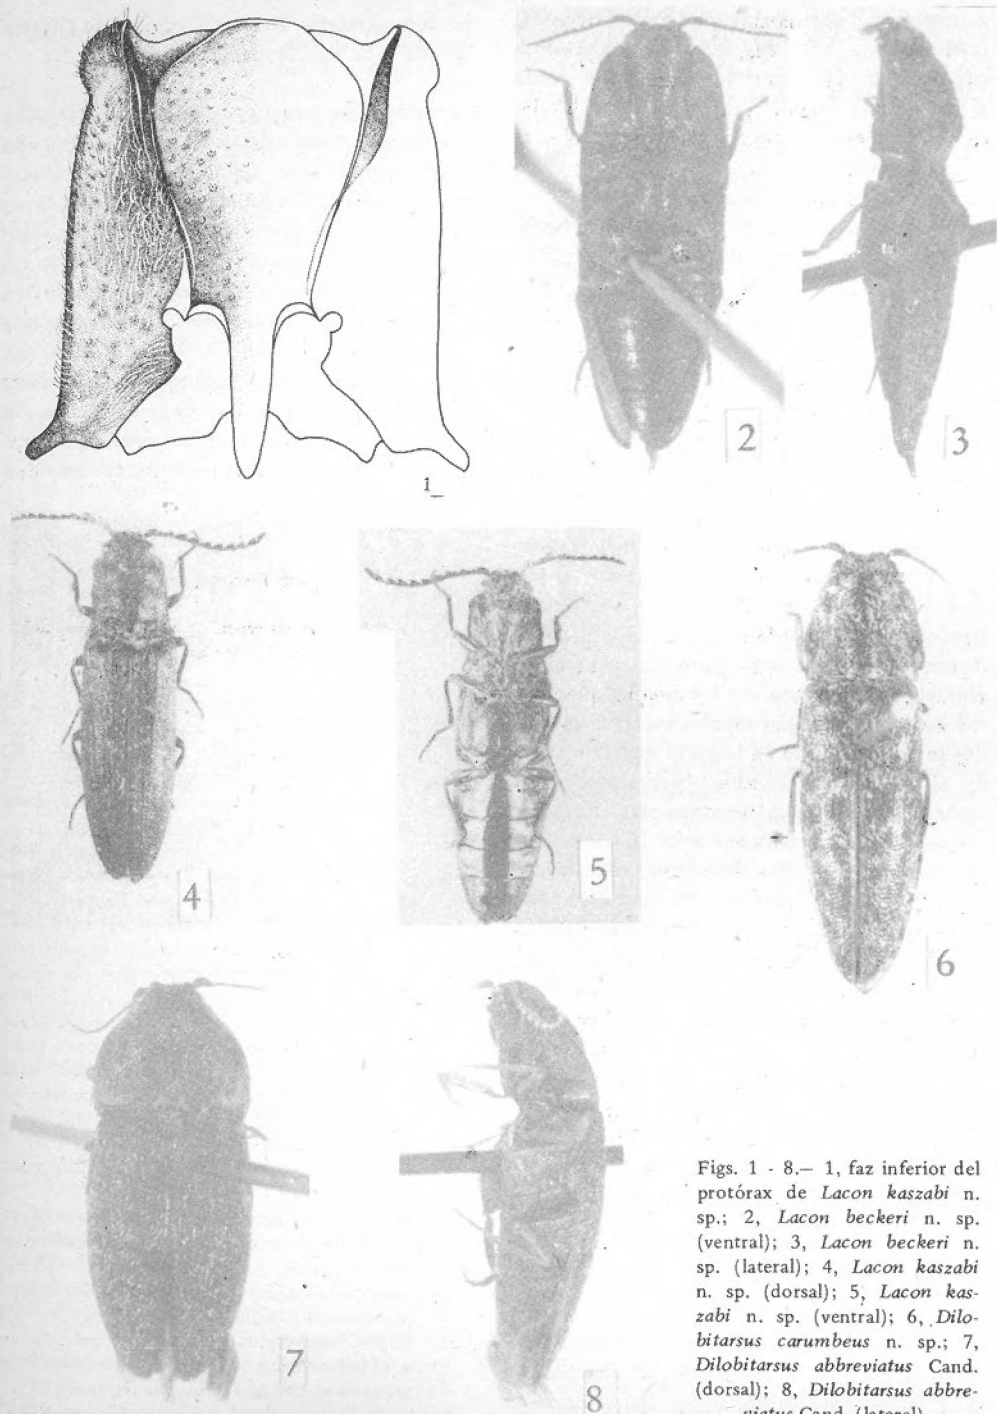 1
2
3
4
5
6
7
8
Figs. 1 - 8.— 1, faz inferior del
protórax de Lacon kaszabi n.
sp.; 2, Lacon beckeri n. sp.
(ventral); 3, Lacon beckeri n.
sp. (lateral); 4, Lacon kaszabi
n. sp. (dorsal); 5, Lacon kas-
zabi n. sp. (ventral); 6, Dilo-
bitarsus carumbeus n. sp.; 7,
Dilobitarsus abbreviatus Cand.
(dorsal); 8, Dilobitarsus abbre-
viatus Cand. (lateral)